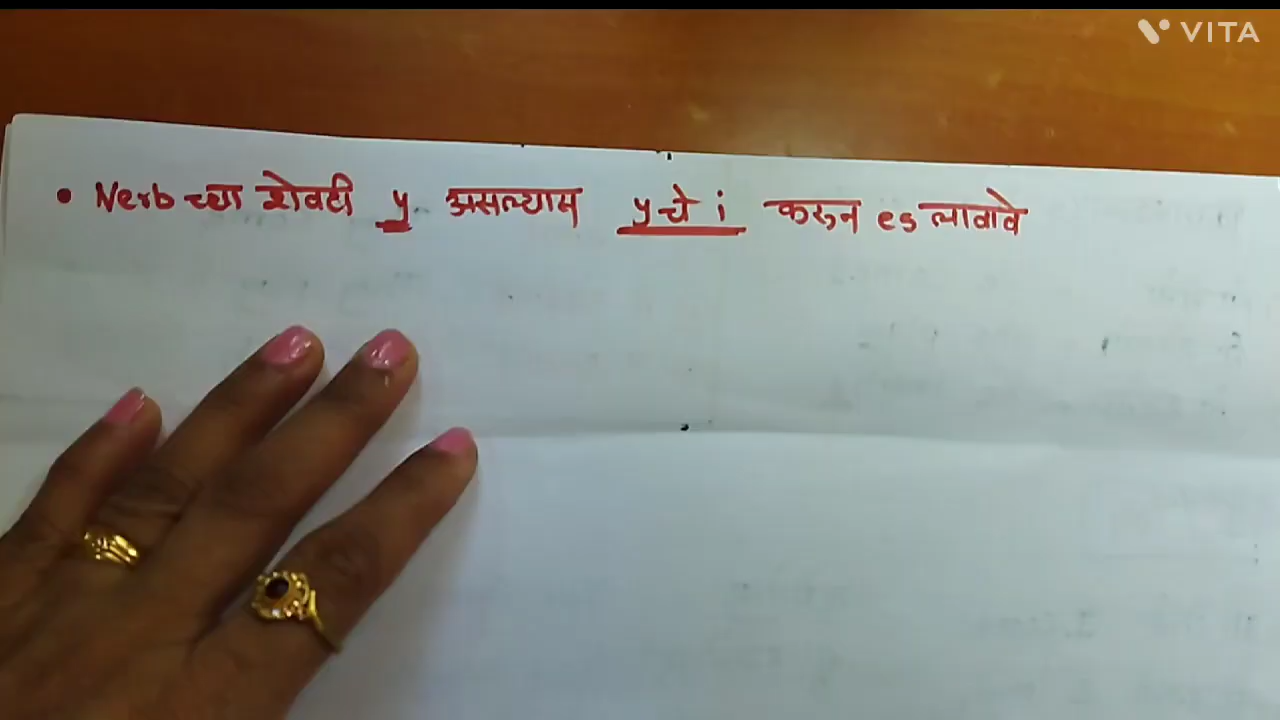 VITA
• Verb च्या शेवटी y असल्यास y चे i करून es लावावे